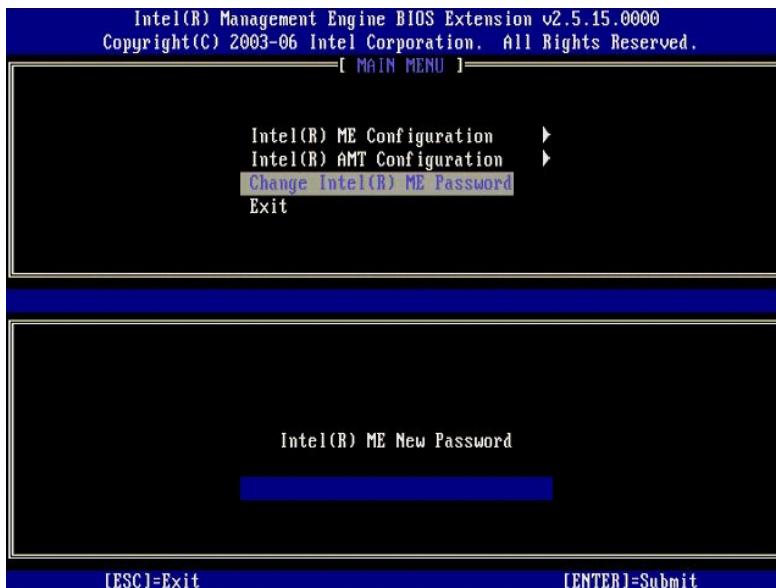 Intel(R) Management Engine BIOS Extension v2.5.15.0000
Copyright(C) 2003-06 Intel Corporation. All Rights Reserved.
[ MAIN MENU ]
Intel(R) ME Configuration
Intel(R) AMT Configuration
Change Intel(R) ME Password
Exit
Intel(R) ME New Password
[ESC]=Exit [ENTER]=Submit